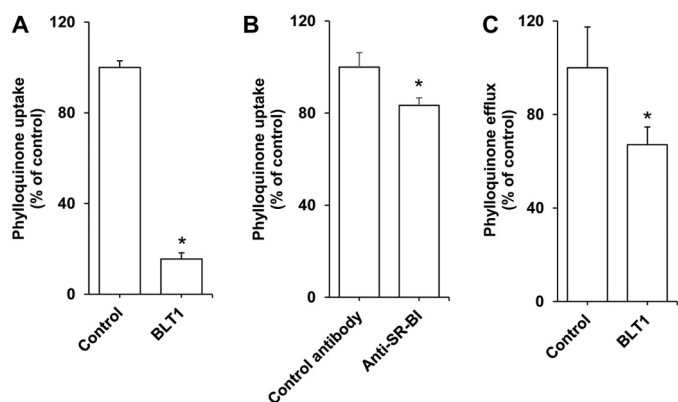 A
Phylloquinone uptake
(% of control)
120
80
40
0
*
Control
BLT1
B
Phylloquinone uptake
(% of control)
120
80
40
0
*
Control antibody
Anti-SR-BI
C
Phylloquinone efflux
(% of control)
120
80
40
0
*
Control
BLT1